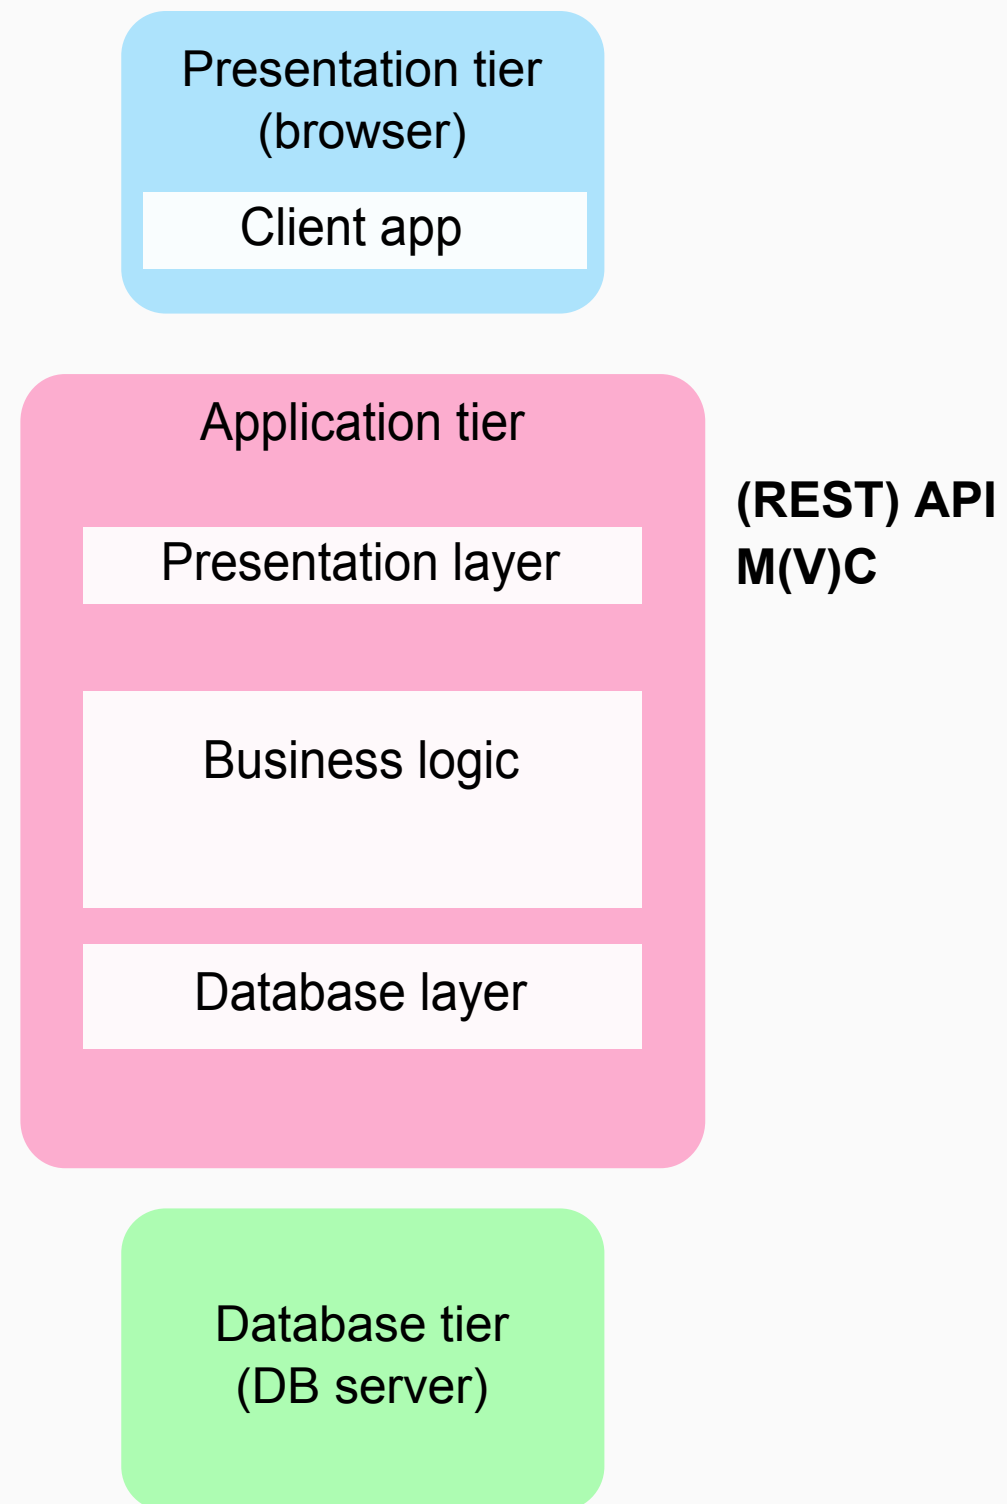 Presentation tier
(browser)
Client app
Application tier
Presentation layer
(REST) API
M(V)C
Business logic
Database layer
Database tier
(DB server)